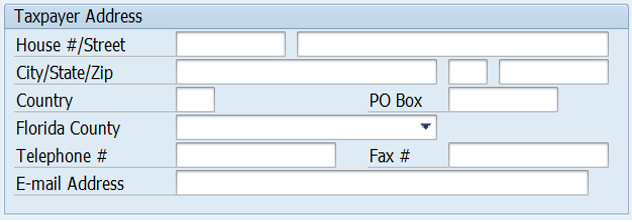 Taxpayer Address
House #/Street
City/State/Zip
Country PO Box
Florida County
Telephone # Fax #
E-mail Address